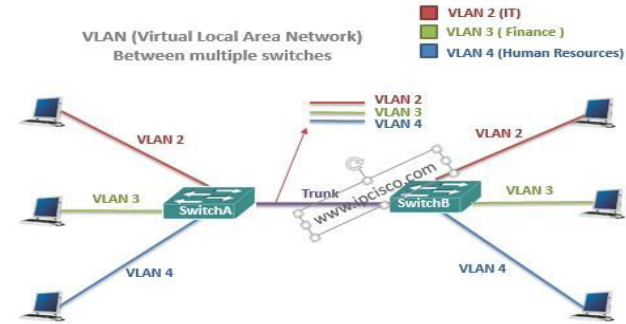 VLAN (Virtual Local Area Network)
Between multiple switches
VLAN 2 (IT)
VLAN 3 ( Finance )
VLAN 4 (Human Resources)
VLAN 2
VLAN 3
VLAN 4
VLAN 2
VLAN 2
VLAN 3
Trunk
www.ipcisco.com
VLAN 3
SwitchA
SwitchB
VLAN 4
VLAN 4